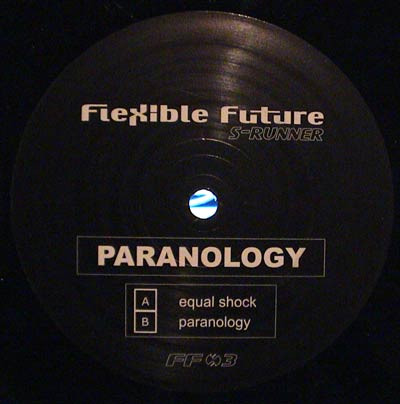 Flexible Future
S-RUNNER
PARANOLOGY
A equal shock
B paranology
FF 03